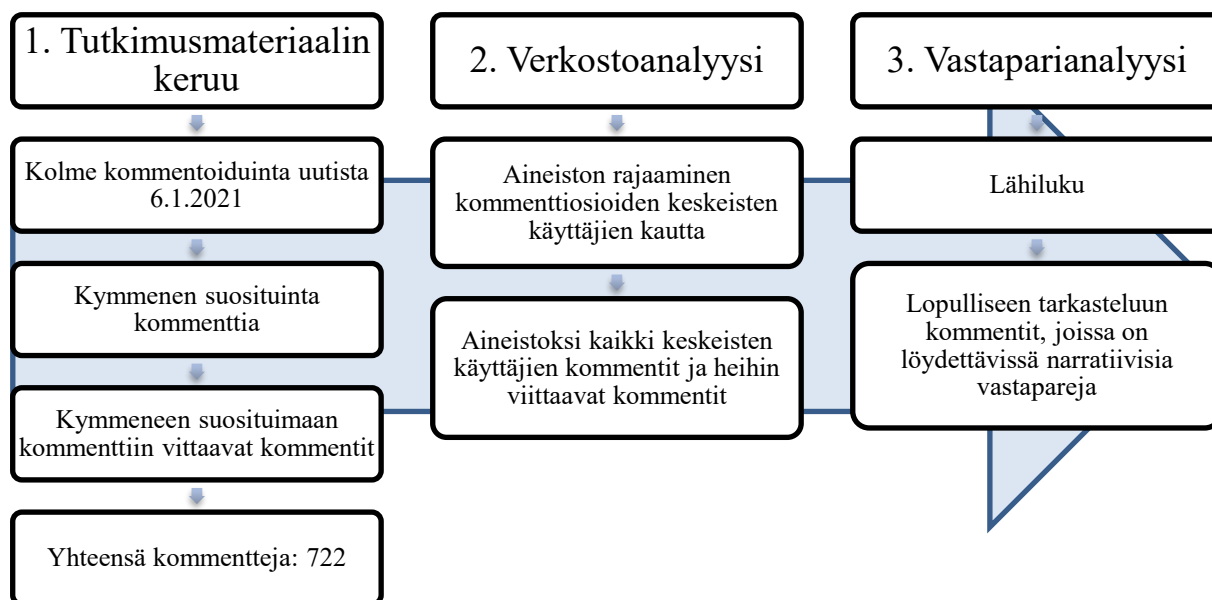 1. Tutkimusmateriaalin
keruu
Kolme kommentoiduinta uutista
6.1.2021
Kymmenen suosituinta
kommenttia
Kymmeneen suosituimaan
kommenttiin vittaavat kommentit
Yhteensä kommentteja: 722
2. Verkostoanalyysi
Aineiston rajaaminen
kommenttiosioiden keskeisten
käyttäjien kautta
Aineistoksi kaikki keskeisten
käyttäjien kommentit ja heihin
viittaavat kommentit
3. Vastaparianalyysi
Lähiluku
Lopulliseen tarkasteluun
kommentit, joissa on
löydettävissä narratiivisia
vastapareja